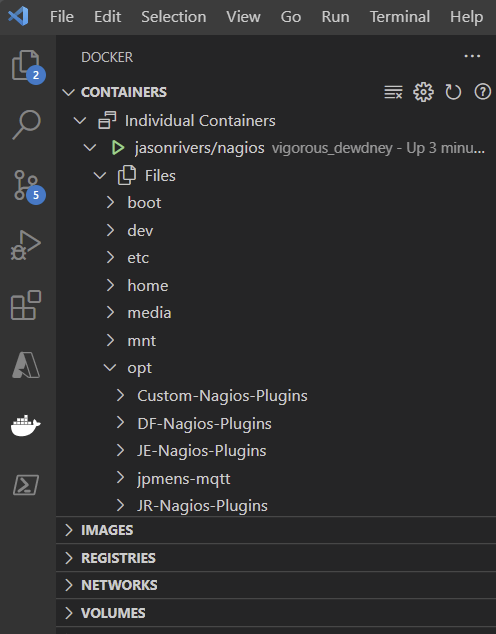 File Edit Selection View Go Run Terminal Help
DOCKER
2
CONTAINERS
Individual Containers
jasonrivers/nagios vigorous_dewdney - Up 3 minu...
Files
boot
5
dev
etc
home
media
mnt
opt
Custom-Nagios-Plugins
DF-Nagios-Plugins
JE-Nagios-Plugins
jpmens-mqtt
JR-Nagios-Plugins
IMAGES
REGISTRIES
NETWORKS
VOLUMES